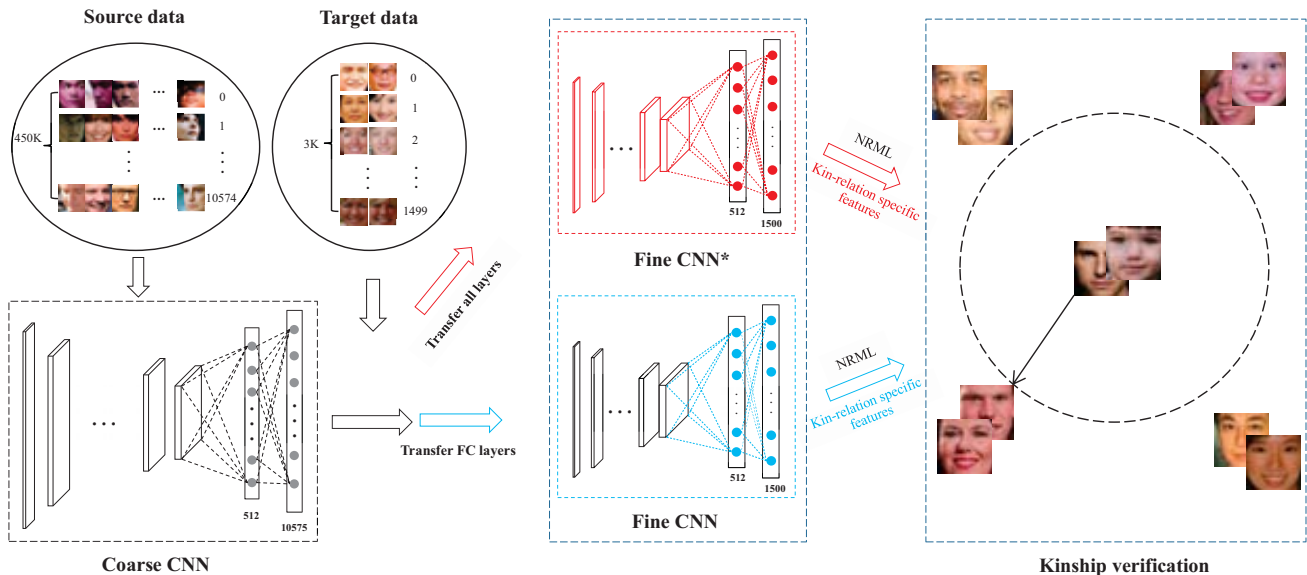 Source data
Target data
450K
...
0
...
1
...
10574
3K
0
1
2
1499
Transfer all layers
...
512
10575
Coarse CNN
Transfer FC layers
...
512
1500
Fine CNN*
...
512
1500
Fine CNN
NRML
Kin-relation specific
features
NRML
Kin-relation specific
features
Kinship verification